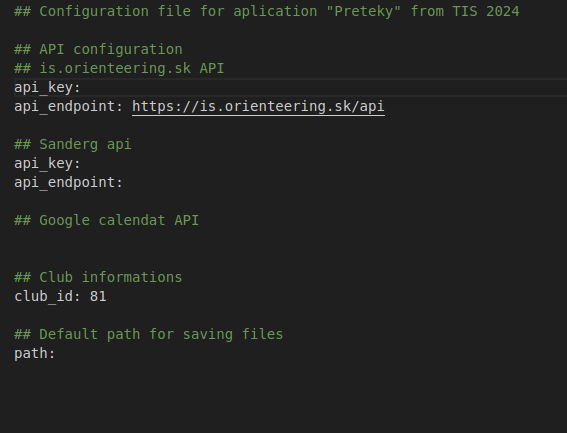 ## Configuration file for aplication "Preteky" from TIS 2024
## API configuration
## is.orienteering.sk API
api_key:
api_endpoint: https://is.orienteering.sk/api
## Sanderg api
api_key:
api_endpoint:
## Google calendat API
## Club informations
club_id: 81
## Default path for saving files
path: